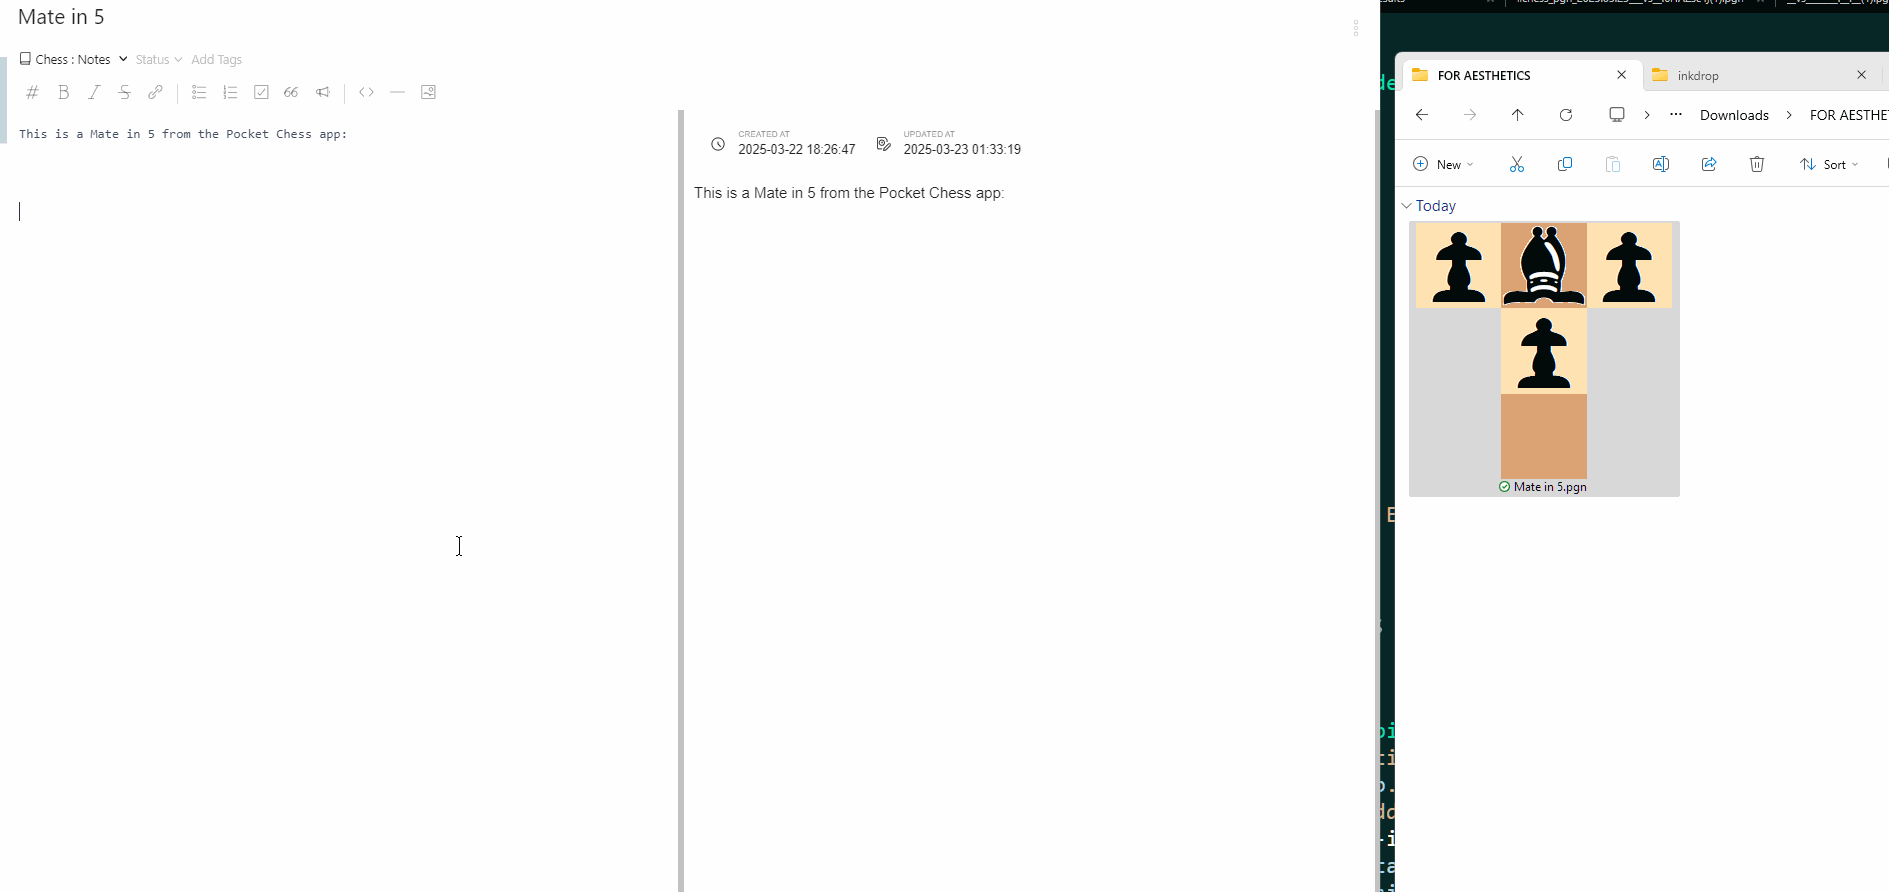 Mate in 5
Chess : Notes Status Add Tags
This is a Mate in 5 from the Pocket Chess app:
CREATED AT
2025-03-22 18:26:47
UPDATED AT
2025-03-23 01:33:19
This is a Mate in 5 from the Pocket Chess app:
FOR AESTHETICS
inkdrop
Downloads
FOR AESTHE
New
Sort
Today
Mate in 5.pgn